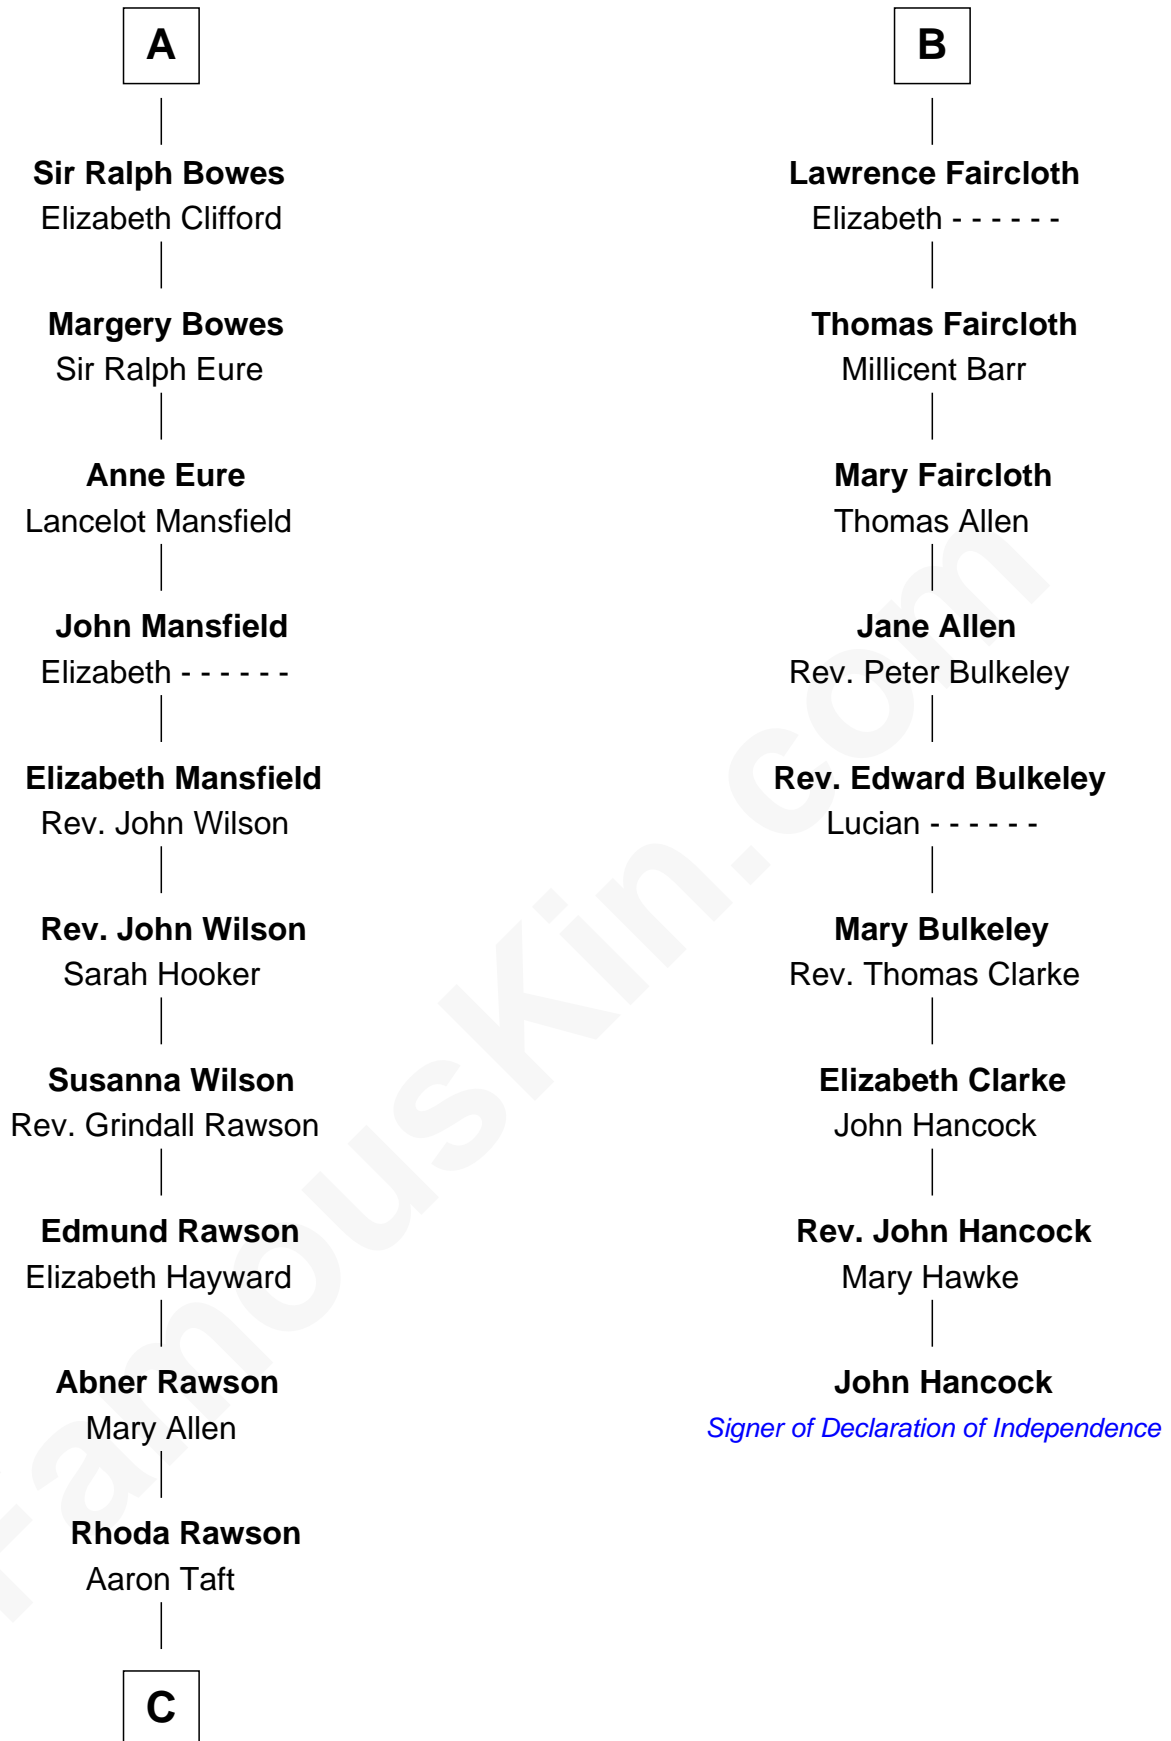 A
Sir Ralph Bowes
Elizabeth Clifford
Margery Bowes
Sir Ralph Eure
Anne Eure
Lancelot Mansfield
John Mansfield
Elizabeth - - - - - -
Elizabeth Mansfield
Rev. John Wilson
Rev. John Wilson
Sarah Hooker
Susanna Wilson
Rev. Grindall Rawson
Edmund Rawson
Elizabeth Hayward
Abner Rawson
Mary Allen
Rhoda Rawson
Aaron Taft
C
B
Lawrence Faircloth
Elizabeth - - - - - -
Thomas Faircloth
Millicent Barr
Mary Faircloth
Thomas Allen
Jane Allen
Rev. Peter Bulkeley
Rev. Edward Bulkeley
Lucian - - - - - -
Mary Bulkeley
Rev. Thomas Clarke
Elizabeth Clarke
John Hancock
Rev. John Hancock
Mary Hawke
John Hancock
Signer of Declaration of Independence
FamousKin.com